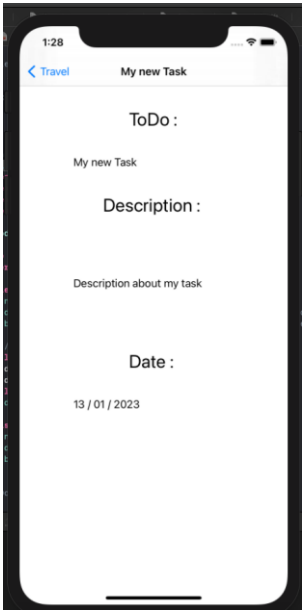 1:28
Travel
My new Task
ToDo :
My new Task
Description :
Description about my task
Date :
13 / 01 / 2023